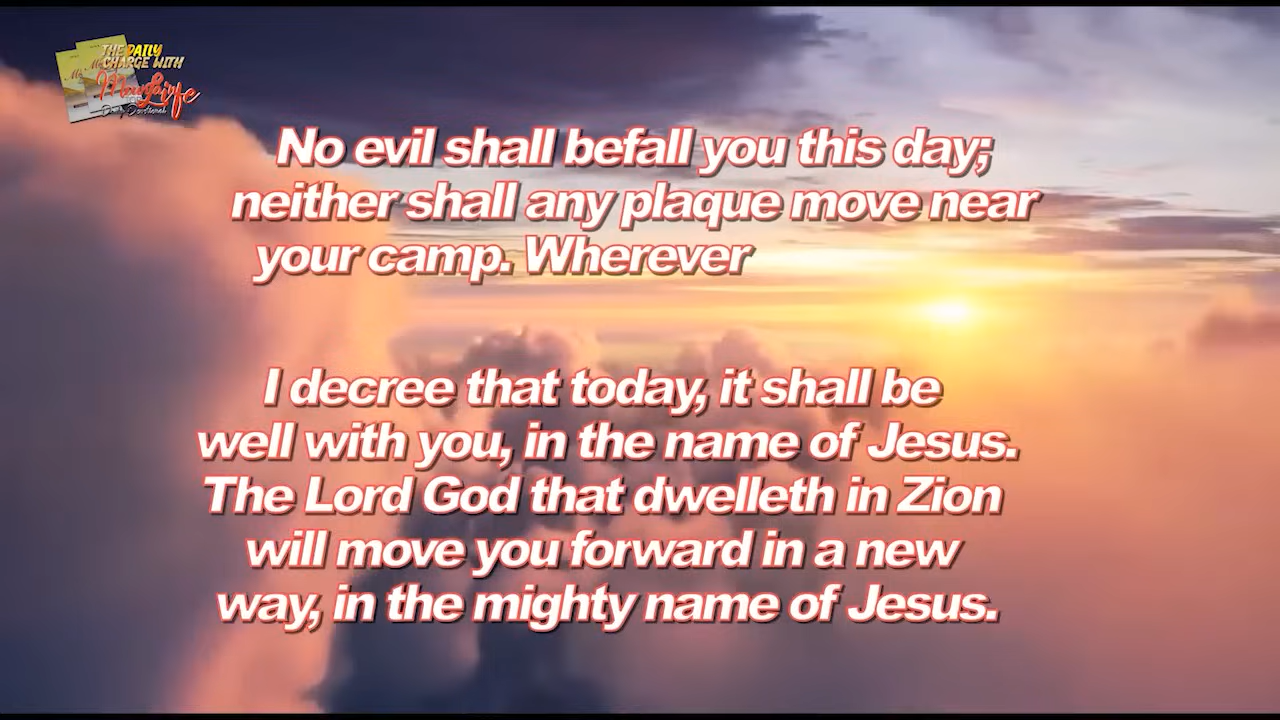 THE DAILY
CHARGE WITH
No evil shall befall you this day;
neither shall any plaque move near
your camp. Wherever
I decree that today, it shall be
well with you, in the name of Jesus.
The Lord God that dwelleth in Zion
will move you forward in a new
way, in the mighty name of Jesus.